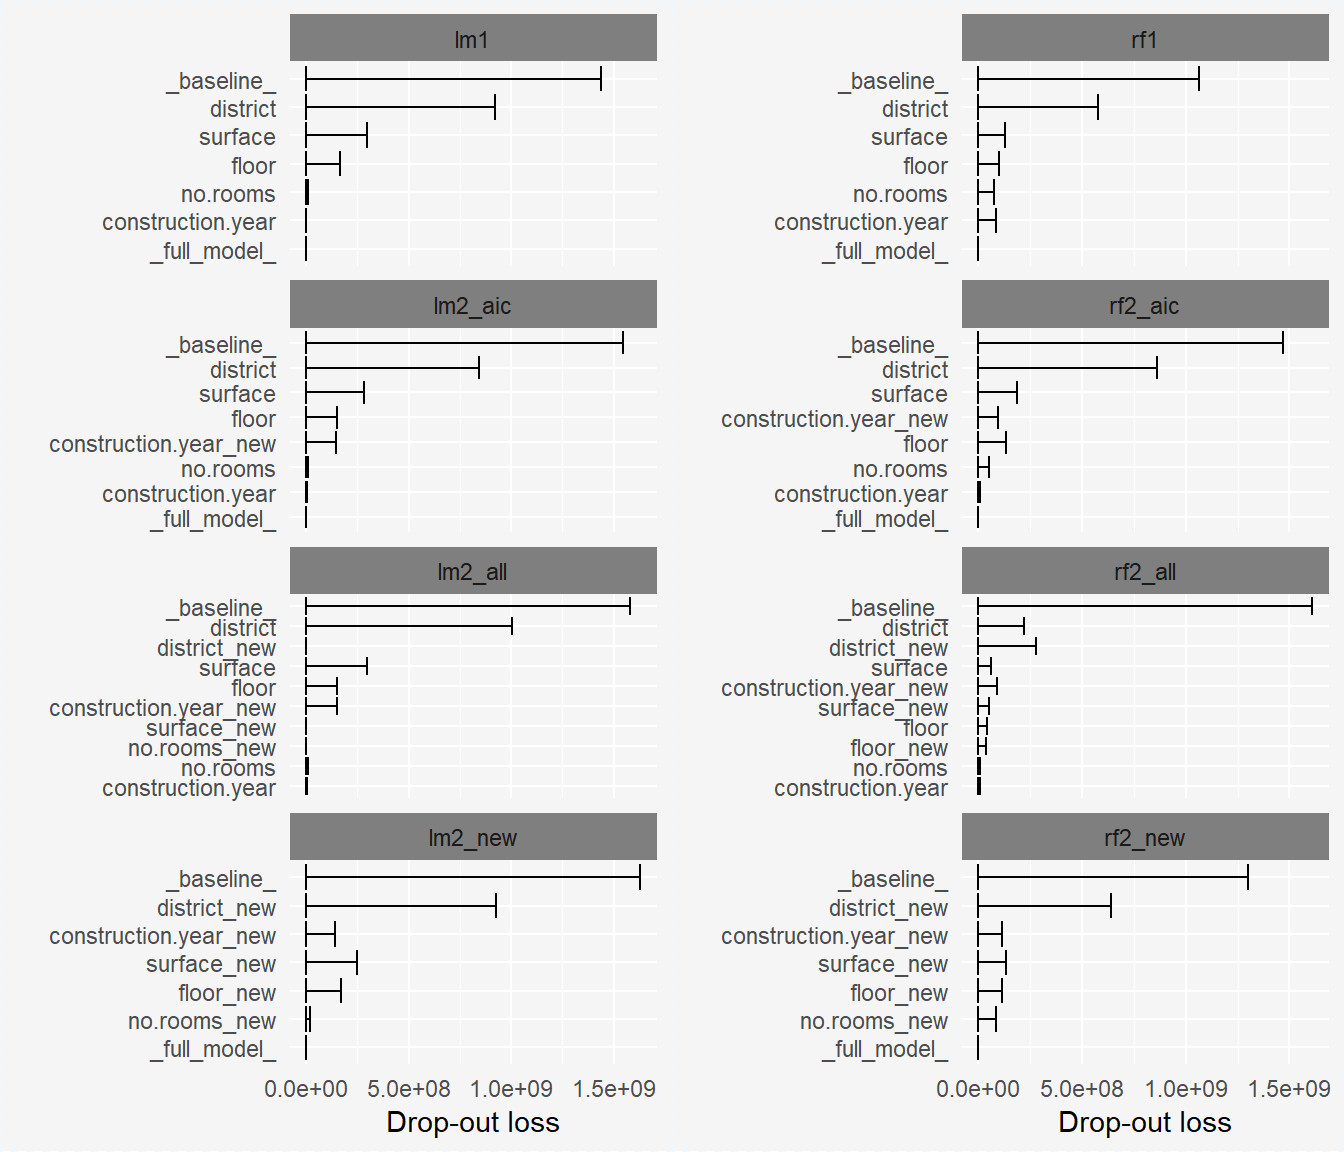 lm1
_baseline_
district
surface
floor
no.rooms
construction.year
_full_model_
rf1
_baseline_
district
surface
floor
no.rooms
construction.year
_full_model_
lm2_aic
_baseline_
district
surface
floor
construction.year_new
no.rooms
construction.year
_full_model_
rf2_aic
_baseline_
district
surface
construction.year_new
floor
no.rooms
construction.year
_full_model_
lm2_all
_baseline_
district
district_new
surface
floor
construction.year_new
surface_new
no.rooms_new
no.rooms
construction.year
rf2_all
_baseline_
district
district_new
surface
construction.year_new
surface_new
floor
floor_new
no.rooms
construction.year
lm2_new
_baseline_
district_new
construction.year_new
surface_new
floor_new
no.rooms_new
_full_model_
0.0e+00 5.0e+08 1.0e+09 1.5e+09
Drop-out loss
rf2_new
_baseline_
district_new
construction.year_new
surface_new
floor_new
no.rooms_new
_full_model_
0.0e+00 5.0e+08 1.0e+09 1.5e+09
Drop-out loss